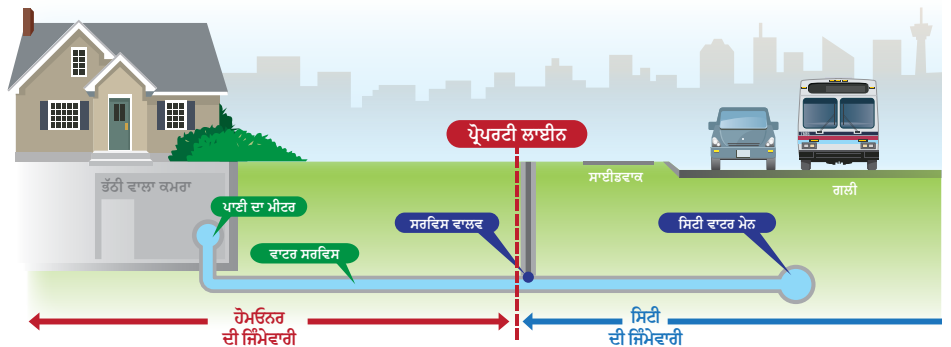 ਪ੍ਰੋਪਰਟੀ ਲਾਈਨ
ਸਾਈਡਵਾਕ
ਗਲੀ
ਭੱਠੀ ਵਾਲਾ ਕਮਰਾ
ਪਾਣੀ ਦਾ ਮੀਟਰ
ਸਰਵਿਸ ਵਾਲਵ
ਸਿਟੀ ਵਾਟਰ ਮੇਨ
ਵਾਟਰ ਸਰਵਿਸ
ਹੋਮਓਨਰ
ਦੀ ਜਿੰਮੇਵਾਰੀ
ਸਿਟੀ
ਦੀ ਜਿੰਮੇਵਾਰੀ